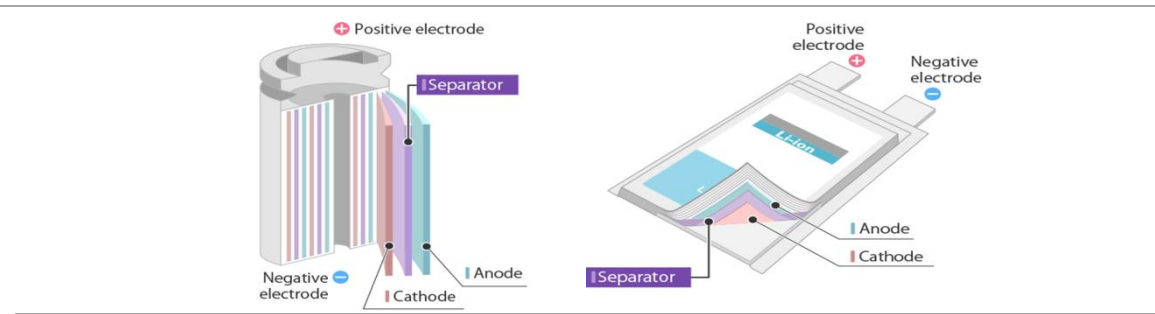 Positive electrode
Separator
Negative
electrode
Cathode
Anode
Positive
electrode
Negative
electrode
Li-ion
L
Anode
Cathode
Separator